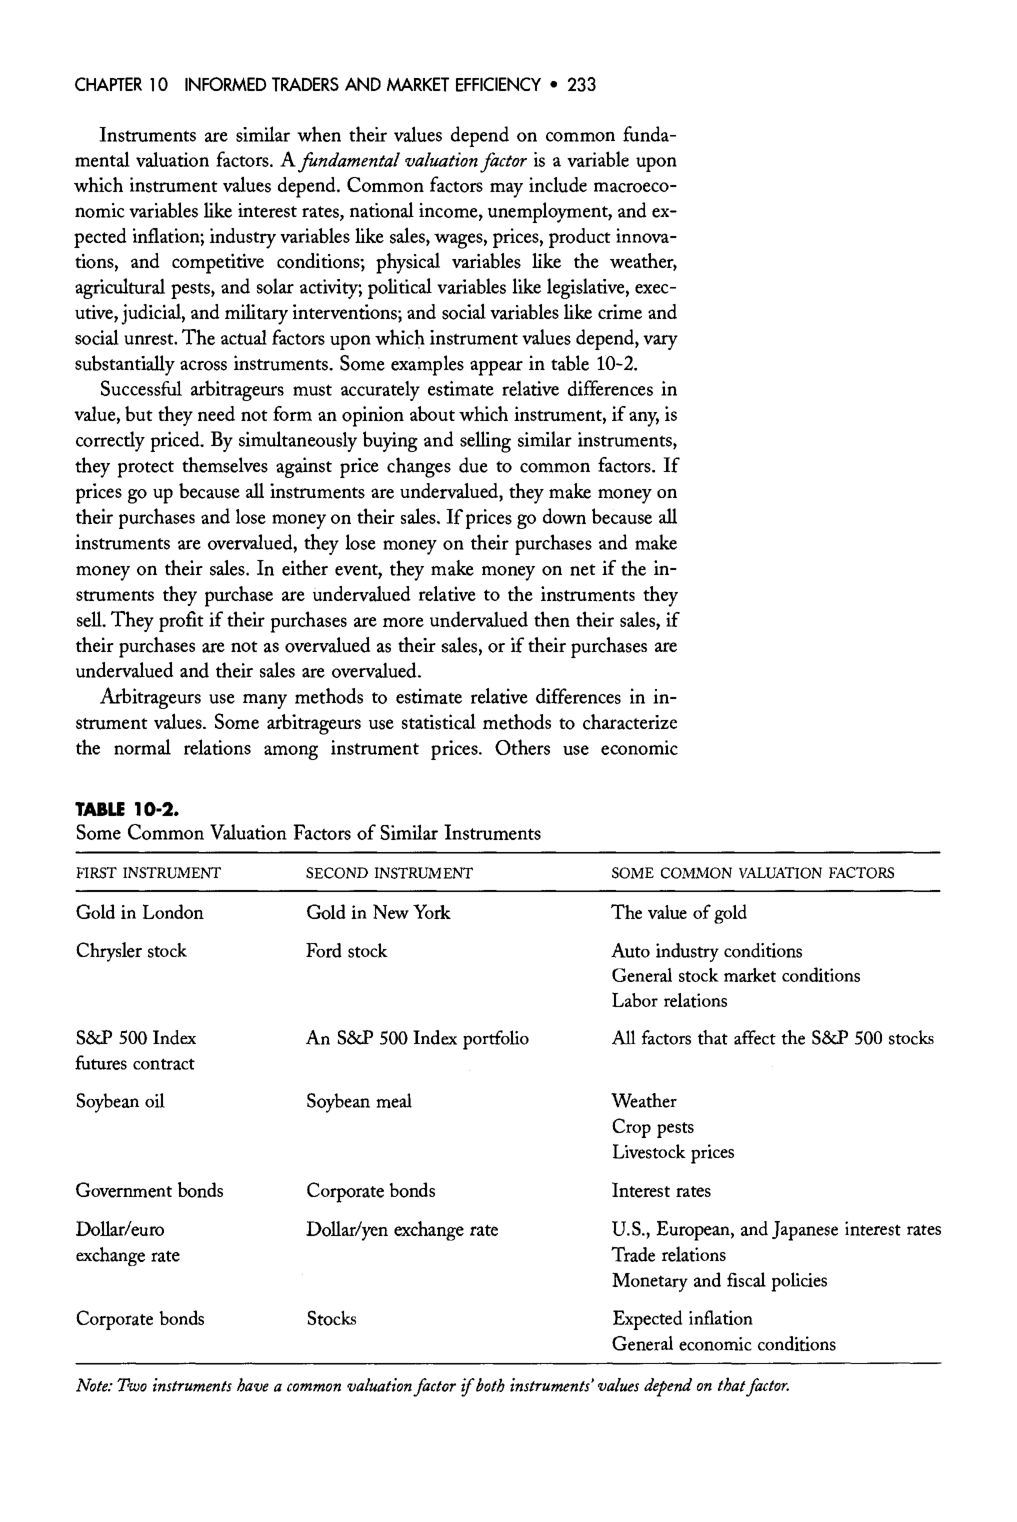 CHAPTER 10 INFORMED TRADERS AND MARKET EFFICIENCY • 233
Instruments are similar when their values depend on common funda-
mental valuation factors. A fundamental valuation factor is a variable upon
which instrument values depend. Common factors may include macroeco-
nomic variables like interest rates, national income, unemployment, and ex-
pected inflation; industry variables like sales, wages, prices, product innova-
tions, and competitive conditions; physical variables like the weather,
agricultural pests, and solar activity; political variables like legislative, exec-
utive, judicial, and military interventions; and social variables like crime and
social unrest. The actual factors upon which instrument values depend, vary
substantially across instruments. Some examples appear in table 10-2.
Successful arbitrageurs must accurately estimate relative differences in
value, but they need not form an opinion about which instrument, if any, is
correctly priced. By simultaneously buying and selling similar instruments,
they protect themselves against price changes due to common factors. If
prices go up because all instruments are undervalued, they make money on
their purchases and lose money on their sales. If prices go down because all
instruments are overvalued, they lose money on their purchases and make
money on their sales. In either event, they make money on net if the in-
struments they purchase are undervalued relative to the instruments they
sell. They profit if their purchases are more undervalued then their sales, if
their purchases are not as overvalued as their sales, or if their purchases are
undervalued and their sales are overvalued.
Arbitrageurs use many methods to estimate relative differences in in-
strument values. Some arbitrageurs use statistical methods to characterize
the normal relations among instrument prices. Others use economic
TABLE 10-2.
Some Common Valuation Factors of Similar Instruments
FIRST INSTRUMENT SECOND INSTRUMENT SOME COMMON VALUATION FACTORS
Gold in London Gold in New York The value of gold
Chrysler stock Ford stock Auto industry conditions
General stock market conditions
Labor relations
S&P 500 Index An S&P 500 Index portfolio All factors that affect the S&P 500 stocks
futures contract
Soybean oil Soybean meal Weather
Crop pests
Livestock prices
Government bonds Corporate bonds Interest rates
Dollar/euro Dollar/yen exchange rate U.S., European, and Japanese interest rates
exchange rate Trade relations
Monetary and fiscal policies
Corporate bonds Stocks Expected inflation
General economic conditions
Note: Two instruments have a common valuation factor if both instruments' values depend on that factor.